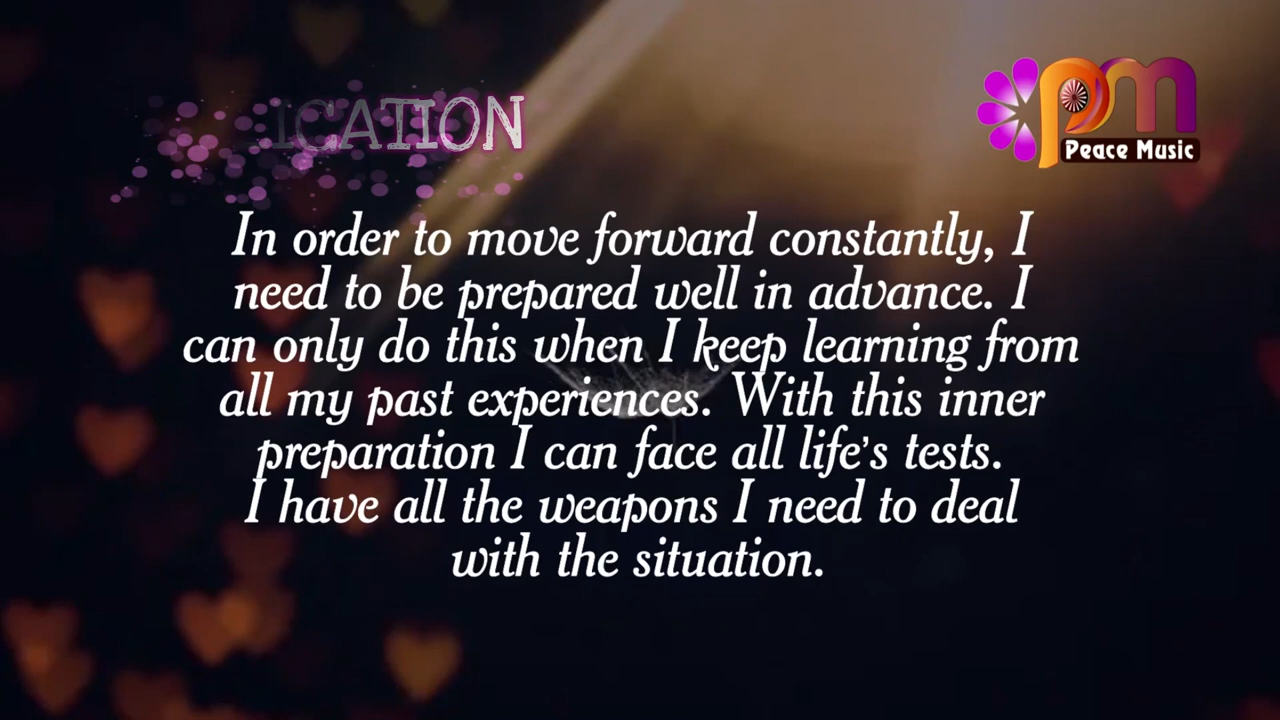 ICATION
pm
Peace Music
In order to move forward constantly, I
need to be prepared well in advance. I
can only do this when I keep learning from
all my past experiences. With this inner
preparation I can face all life's tests.
I have all the weapons I need to deal
with the situation.